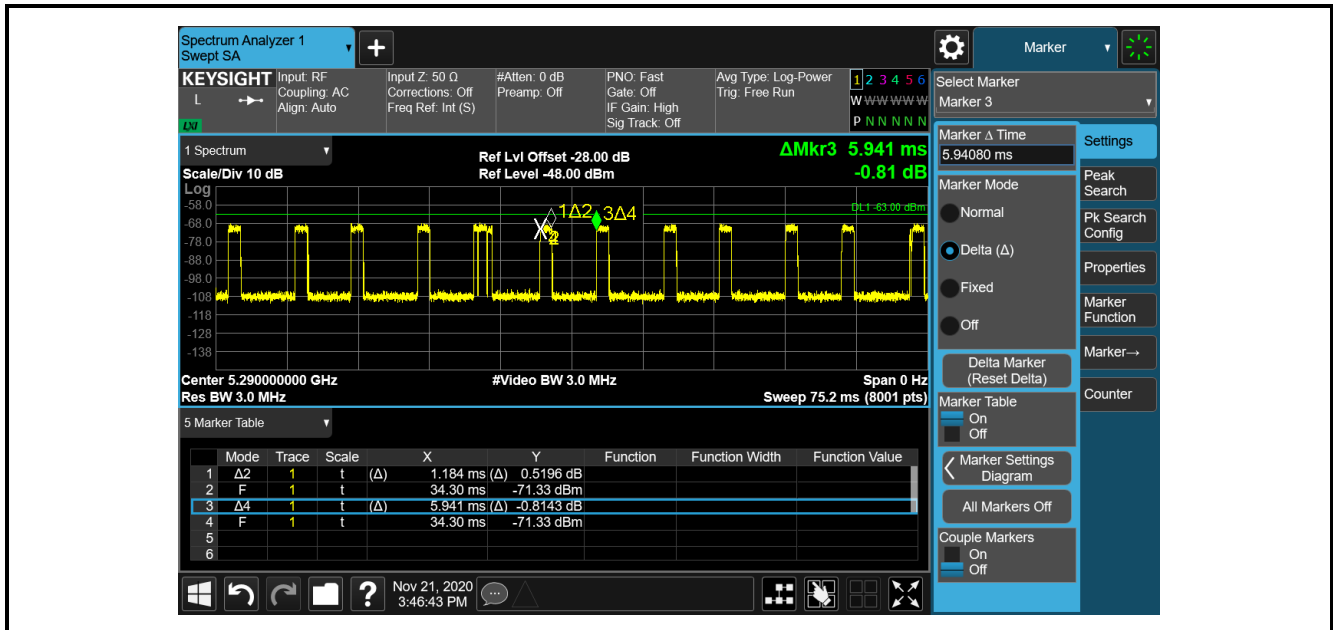 Spectrum Analyzer 1
Swept SA
Marker
KEYSIGHT
L
LXI
Input: RF
Coupling: AC
Align: Auto
Input Z: 50 Ω
Corrections: Off
Freq Ref: Int (S)
#Atten: 0 dB
Preamp: Off
PNO: Fast
Gate: Off
IF Gain: High
Sig Track: Off
Avg Type: Log-Power
Trig: Free Run
1 2 3 4 5 6
W W W W W W
P N N N N N
Select Marker
Marker 3
1 Spectrum
Scale/Div 10 dB
Ref Lvl Offset -28.00 dB
Ref Level -48.00 dBm
ΔMkr3 5.941 ms
-0.81 dB
Log
-58.0
-68.0
-78.0
-88.0
-98.0
-108
-118
-128
-138
1Δ2
3Δ4
DL1 -63.00 dBm
Center 5.290000000 GHz
#Video BW 3.0 MHz
Span 0 Hz
Res BW 3.0 MHz
Sweep 75.2 ms (8001 pts)
5 Marker Table
Mode Trace Scale X Y Function Function Width Function Value
1 Δ2 1 t (Δ) 1.184 ms (Δ) 0.5196 dB
2 F 1 t 34.30 ms -71.33 dBm
3 Δ4 1 t (Δ) 5.941 ms (Δ) -0.8143 dB
4 F 1 t 34.30 ms -71.33 dBm
5
6
Marker Δ Time
5.94080 ms
Marker Mode
Normal
Delta (Δ)
Fixed
Off
Delta Marker
(Reset Delta)
Marker Table
On
Off
Marker Settings
Diagram
All Markers Off
Couple Markers
On
Off
Settings
Peak
Search
Pk Search
Config
Properties
Marker
Function
Marker→
Counter
Nov 21, 2020
3:46:43 PM